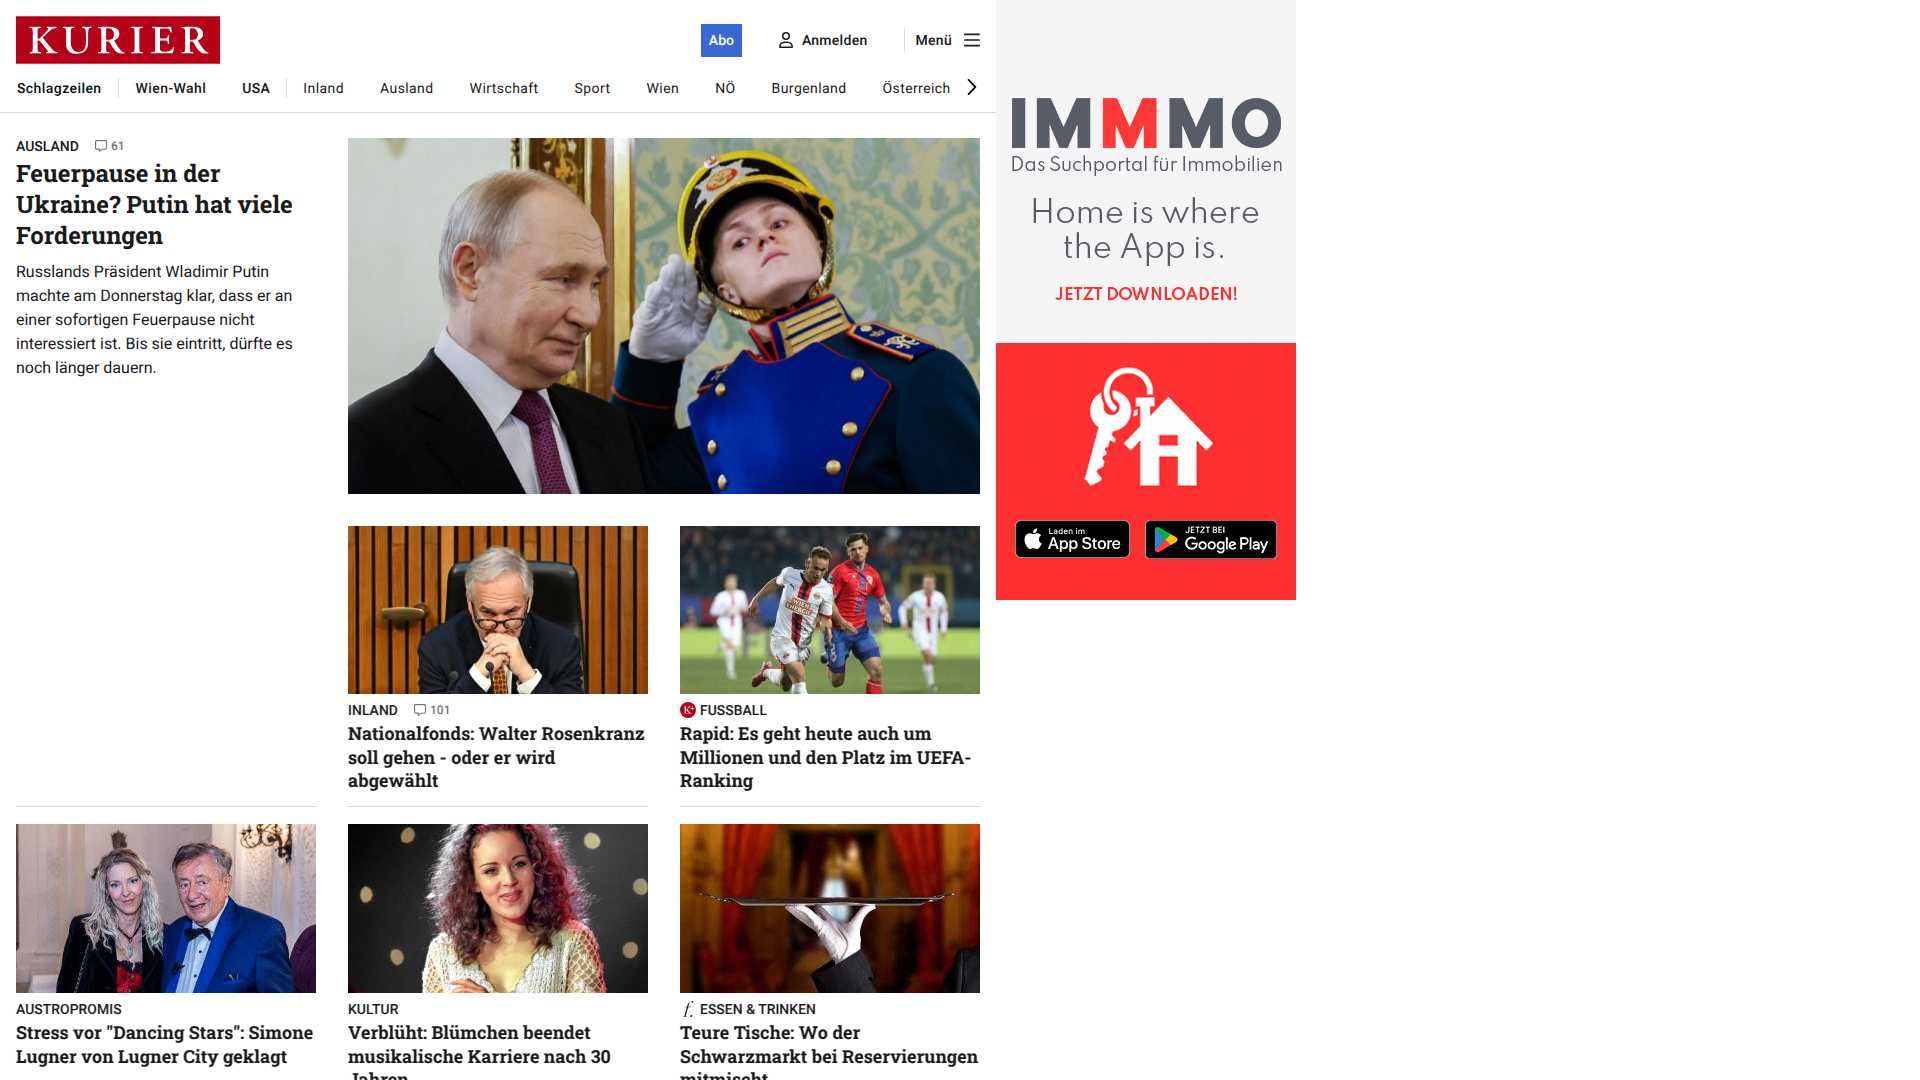 KURIER
Abo
Anmelden
Menü
Schlagzeilen
Wien-Wahl
USA
Inland
Ausland
Wirtschaft
Sport
Wien
NÖ
Burgenland
Österreich
AUSLAND 61
Feuerpause in der
Ukraine? Putin hat viele
Forderungen
Russlands Präsident Wladimir Putin
machte am Donnerstag klar, dass er an
einer sofortigen Feuerpause nicht
interessiert ist. Bis sie eintritt, dürfte es
noch länger dauern.
INLAND 101
Nationalfonds: Walter Rosenkranz
soll gehen - oder er wird
abgewählt
WIEN
ENERGIE
K+ FUSSBALL
Rapid: Es geht heute auch um
Millionen und den Platz im UEFA-
Ranking
AUSTROPROMIS
Stress vor "Dancing Stars": Simone
Lugner von Lugner City geklagt
KULTUR
Verblüht: Blümchen beendet
musikalische Karriere nach 30
Jahren
f. ESSEN & TRINKEN
Teure Tische: Wo der
Schwarzmarkt bei Reservierungen
mitmischt
IMMMO
Das Suchportal für Immobilien
Home is where
the App is.
JETZT DOWNLOADEN!
Laden im
App Store
JETZT BEI
Google Play